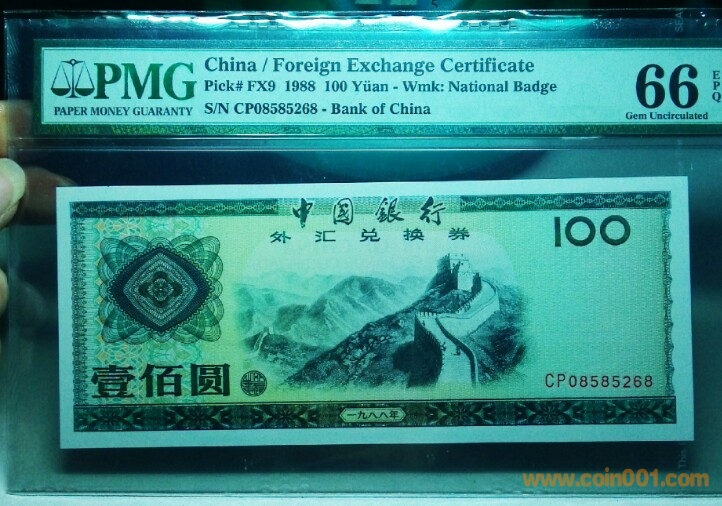 PMG
PAPER MONEY GUARANTY
China / Foreign Exchange Certificate
Pick# FX9 1988 100 Yüan - Wmk: National Badge
S/N CP08585268 - Bank of China
66
EPQ
Gem Uncirculated
中國銀行
外汇兑换券
100
壹佰圆
CP08585268
一九八八年
www.coin001.com